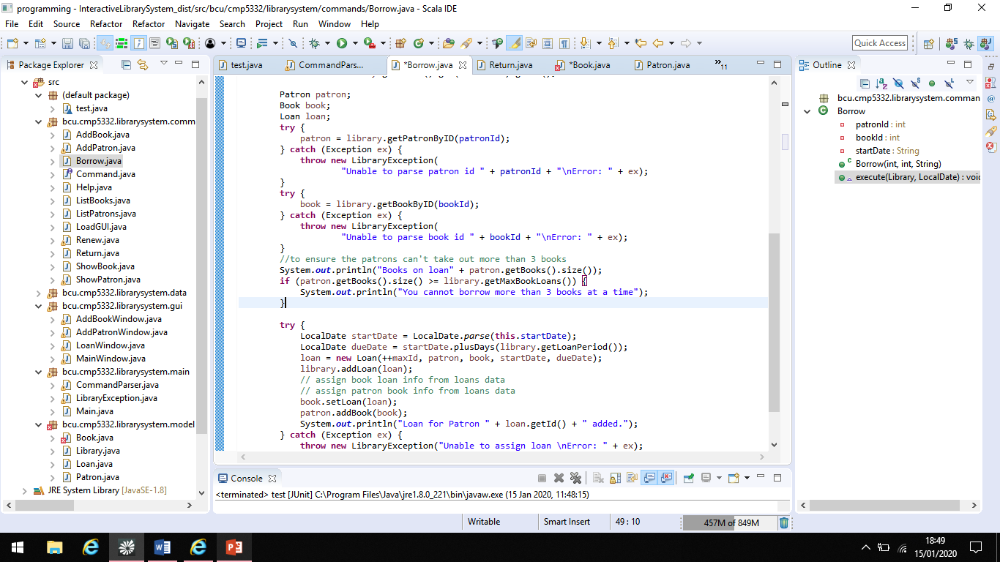 programming - InteractiveLibrarySystem_dist/src/bcu/cmp5332/librarysystem/commands/Borrow.java - Scala IDE
File Edit Source Refactor Refactor Navigate Search Project Run Window Help
Quick Access
Package Explorer
src
(default package)
test.java
bcu.cmp5332.librarysystem.comm
AddBook.java
AddPatron.java
Borrow.java
Command.java
Help.java
ListBooks.java
ListPatrons.java
LoadGUI.java
Renew.java
Return.java
ShowBook.java
ShowPatron.java
bcu.cmp5332.librarysystem.data
bcu.cmp5332.librarysystem.gui
AddBookWindow.java
AddPatronWindow.java
LoanWindow.java
MainWindow.java
bcu.cmp5332.librarysystem.main
CommandParser.java
LibraryException.java
Main.java
bcu.cmp5332.librarysystem.model
Book.java
Library.java
Loan.java
Patron.java
JRE System Library [JavaSE-1.8]
test.java CommandPars... *Borrow.java Return.java *Book.java Patron.java »11
Patron patron;
Book book;
Loan loan;
try {
patron = library.getPatronByID(patronId);
} catch (Exception ex) {
throw new LibraryException(
"Unable to parse patron id " + patronId + "\nError: " + ex);
}
try {
book = library.getBookByID(bookId);
} catch (Exception ex) {
throw new LibraryException(
"Unable to parse book id " + bookId + "\nError: " + ex);
}
//to ensure the patrons can't take out more than 3 books
System.out.println("Books on loan" + patron.getBooks().size());
if (patron.getBooks().size() >= library.getMaxBookLoans()) {
System.out.println("You cannot borrow more than 3 books at a time");
}
try {
LocalDate startDate = LocalDate.parse(this.startDate);
LocalDate dueDate = startDate.plusDays(library.getLoanPeriod());
loan = new Loan(++maxId, patron, book, startDate, dueDate);
library.addLoan(loan);
// assign book loan info from loans data
// assign patron book info from loans data
book.setLoan(loan);
patron.addBook(book);
System.out.println("Loan for Patron " + loan.getId() + " added.");
} catch (Exception ex) {
throw new LibraryException("Unable to assign loan \nError: " + ex);
Console
<terminated> test [JUnit] C:\Program Files\Java\jre1.8.0_221\bin\javaw.exe (15 Jan 2020, 11:48:15)
Outline
bcu.cmp5332.librarysystem.comman
Borrow
patronId : int
bookId : int
startDate : String
Borrow(int, int, String)
execute(Library, LocalDate) : void
Writable Smart Insert 49 : 10 457M of 849M
18:49
15/01/2020